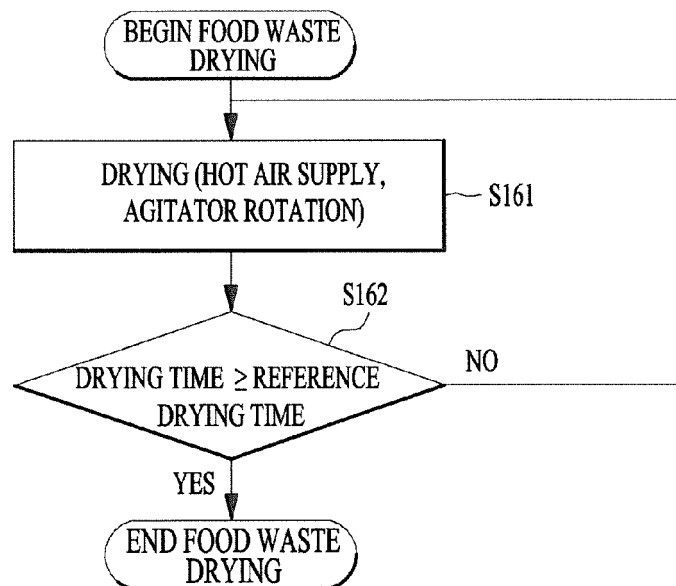 BEGIN FOOD WASTE
DRYING
DRYING (HOT AIR SUPPLY,
AGITATOR ROTATION)
S161
S162
DRYING TIME ≥ REFERENCE
DRYING TIME
NO
YES
END FOOD WASTE
DRYING